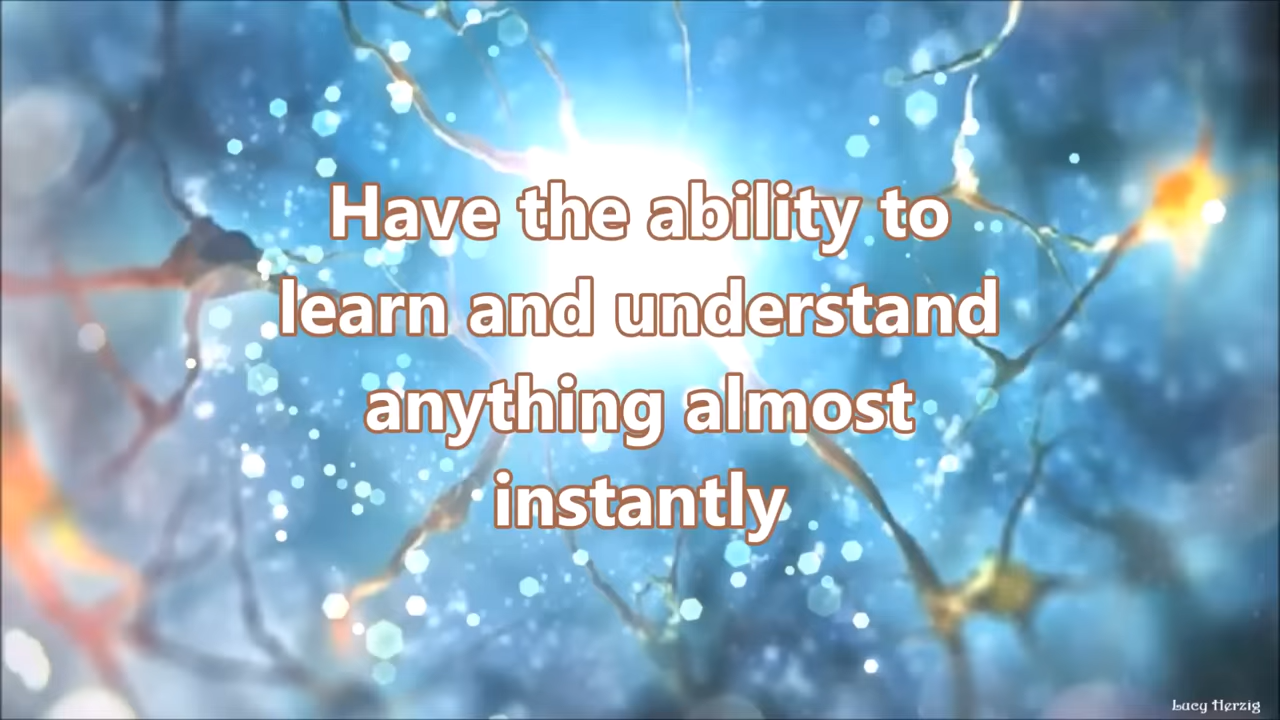 Have the ability to
learn and understand
anything almost
instantly
Lucy Herzig